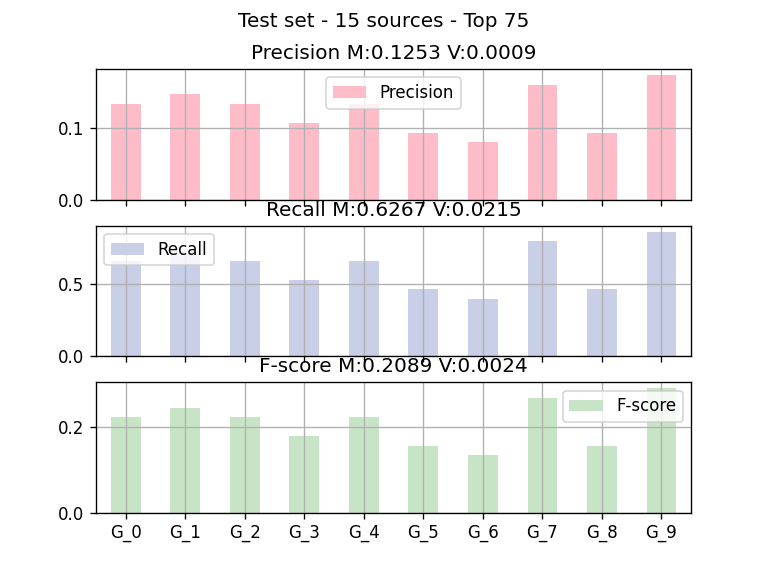 Test set - 15 sources - Top 75
Precision M:0.1253 V:0.0009
Precision
0.1
0.0
Recall M:0.6267 V:0.0215
Recall
0.5
0.0
F-score M:0.2089 V:0.0024
F-score
0.2
0.0
G_0 G_1 G_2 G_3 G_4 G_5 G_6 G_7 G_8 G_9